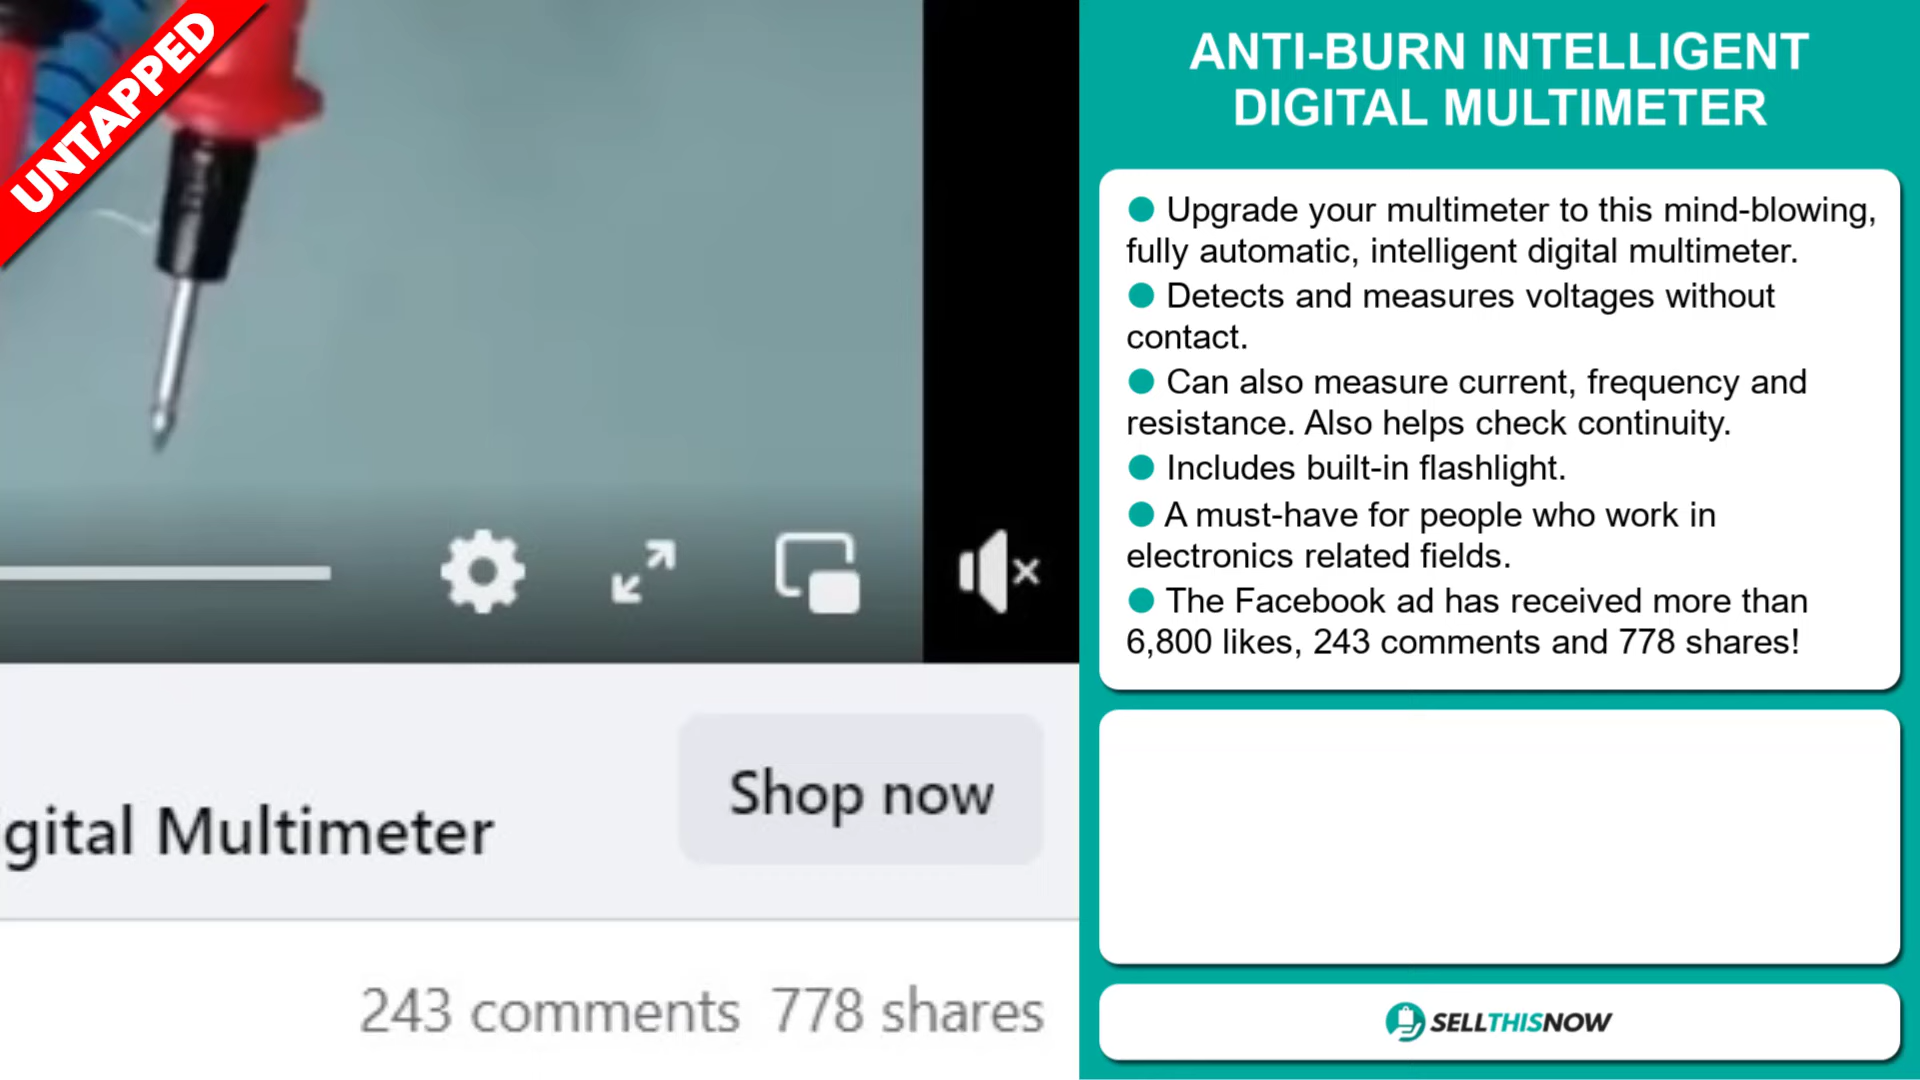 UNTAPPED
gital Multimeter
Shop now
243 comments 778 shares
ANTI-BURN INTELLIGENT
DIGITAL MULTIMETER
● Upgrade your multimeter to this mind-blowing,
fully automatic, intelligent digital multimeter.
● Detects and measures voltages without
contact.
● Can also measure current, frequency and
resistance. Also helps check continuity.
● Includes built-in flashlight.
● A must-have for people who work in
electronics related fields.
● The Facebook ad has received more than
6,800 likes, 243 comments and 778 shares!
SELLTHISNOW